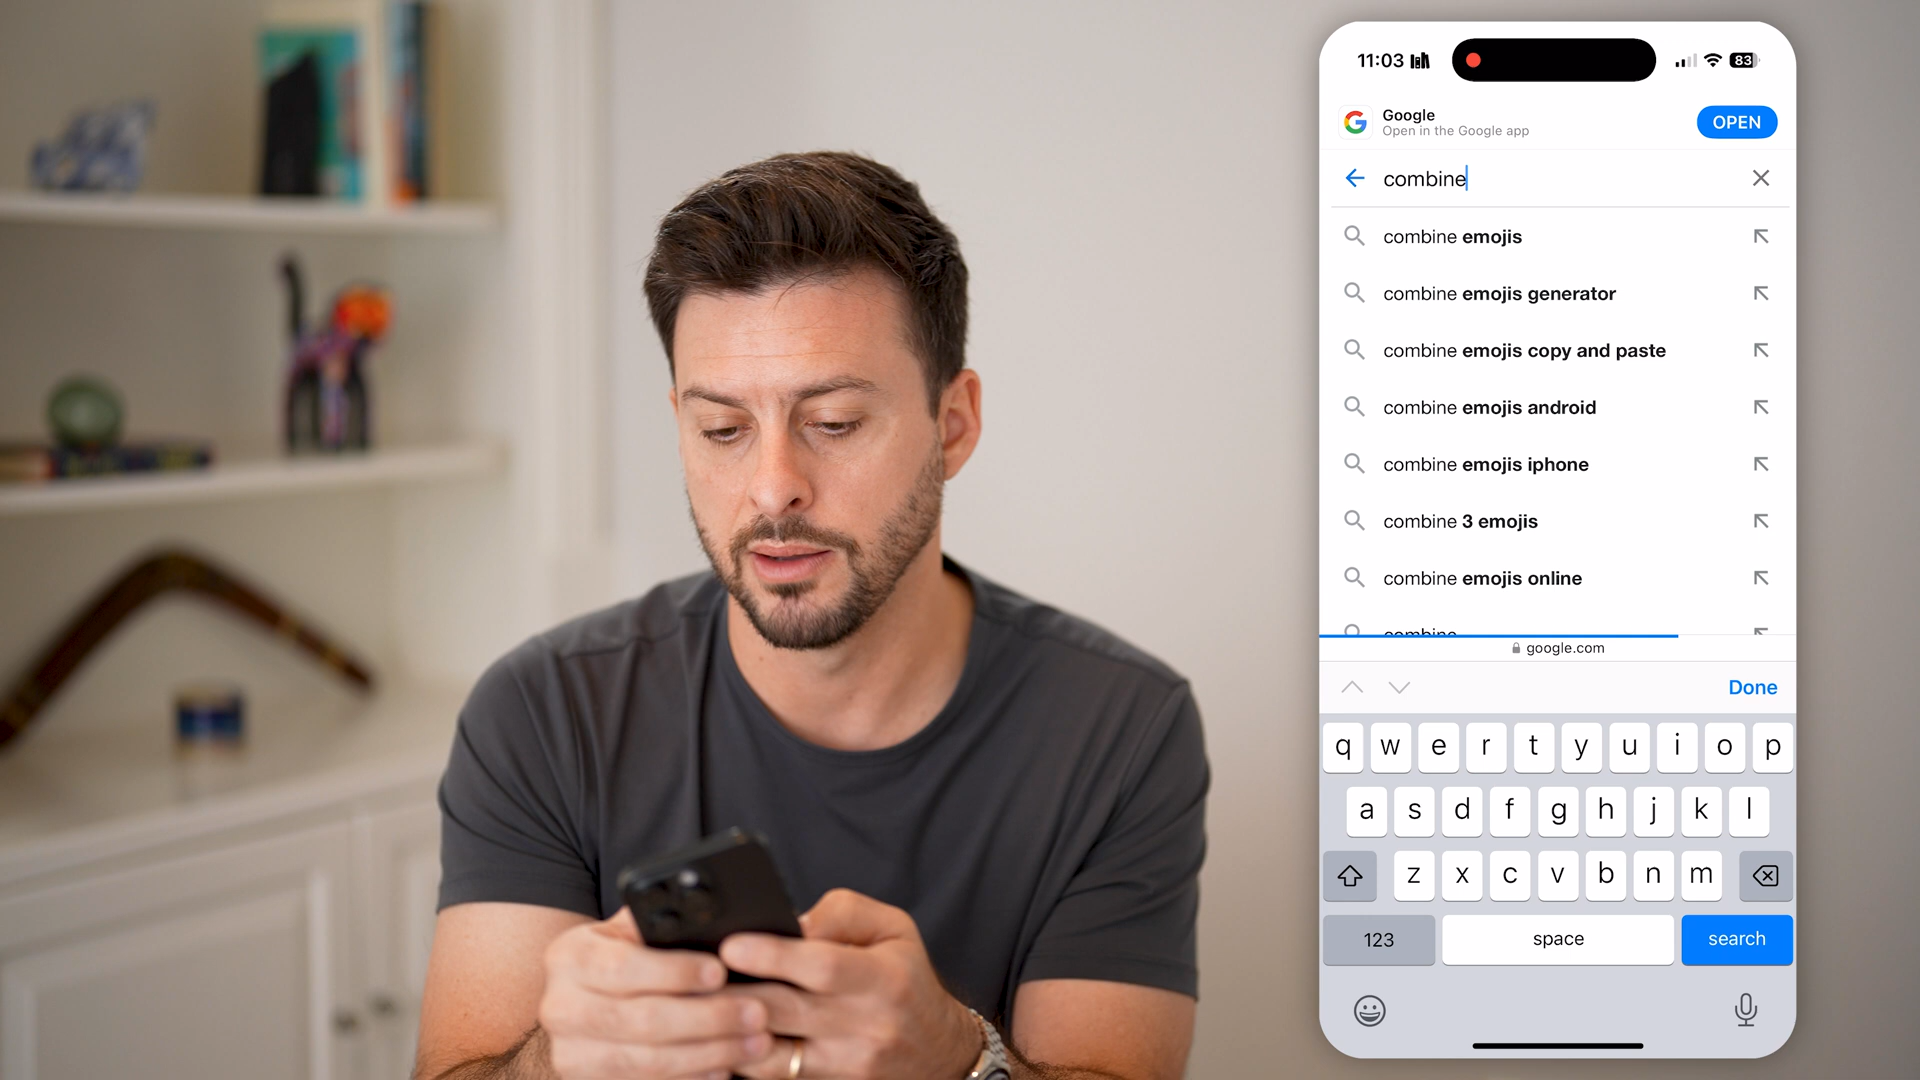 11:03
83
Google
Open in the Google app
OPEN
combine
combine emojis
combine emojis generator
combine emojis copy and paste
combine emojis android
combine emojis iphone
combine 3 emojis
combine emojis online
combine
google.com
Done
q w e r t y u i o p
a s d f g h j k l
z x c v b n m
123 space search